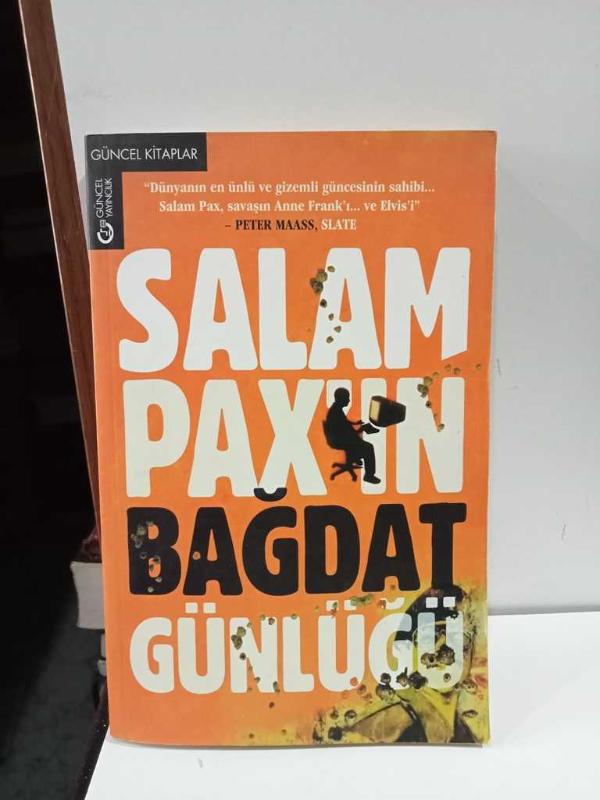 GÜNCEL KİTAPLAR
GÜNCEL
YAYINCILIK
“Dünyanın en ünlü ve gizemli güncesinin sahibi...
Salam Pax, savaşın Anne Frank’ı... ve Elvis’i”
– PETER MAASS, SLATE
SALAM
PAX’IN
BAĞDAT
GÜNLÜĞÜ